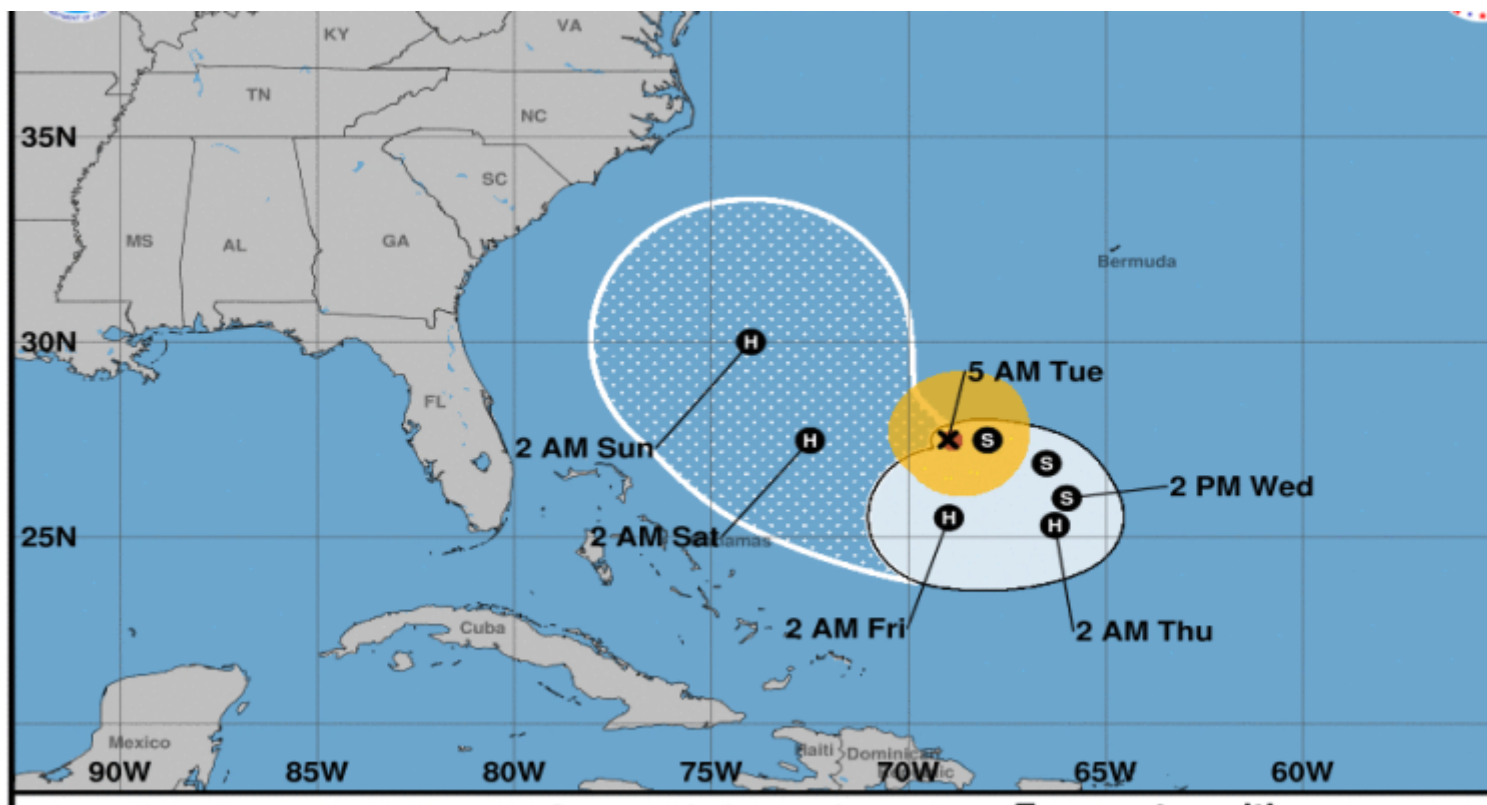 KY
VA
TN
NC
35N
SC
MS
AL
GA
Bermuda
30N
5 AM Tue
H
FL
S
2 AM Sun
H
S
2 PM Wed
S
H
H
2 AM Sat
25N
2 AM Fri
2 AM Thu
Cuba
Mexico
Haiti
Dominican
90W
85W
80W
75W
70W
65W
60W